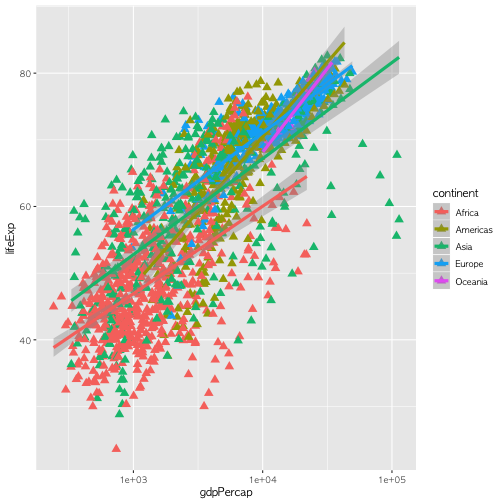 80
60
40
lifeExp
1e+03
1e+04
1e+05
gdpPercap
continent
Africa
Americas
Asia
Europe
Oceania